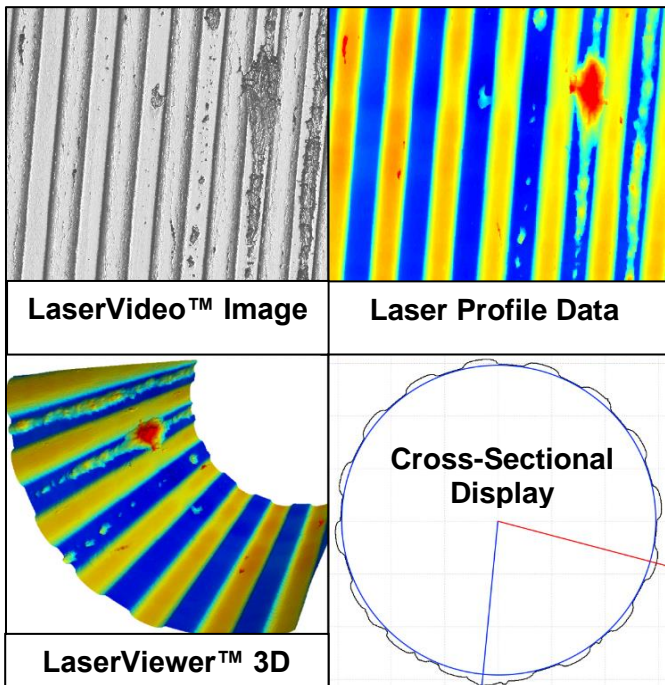 LaserVideo™ Image
Laser Profile Data
Cross-Sectional
Display
LaserViewer™ 3D